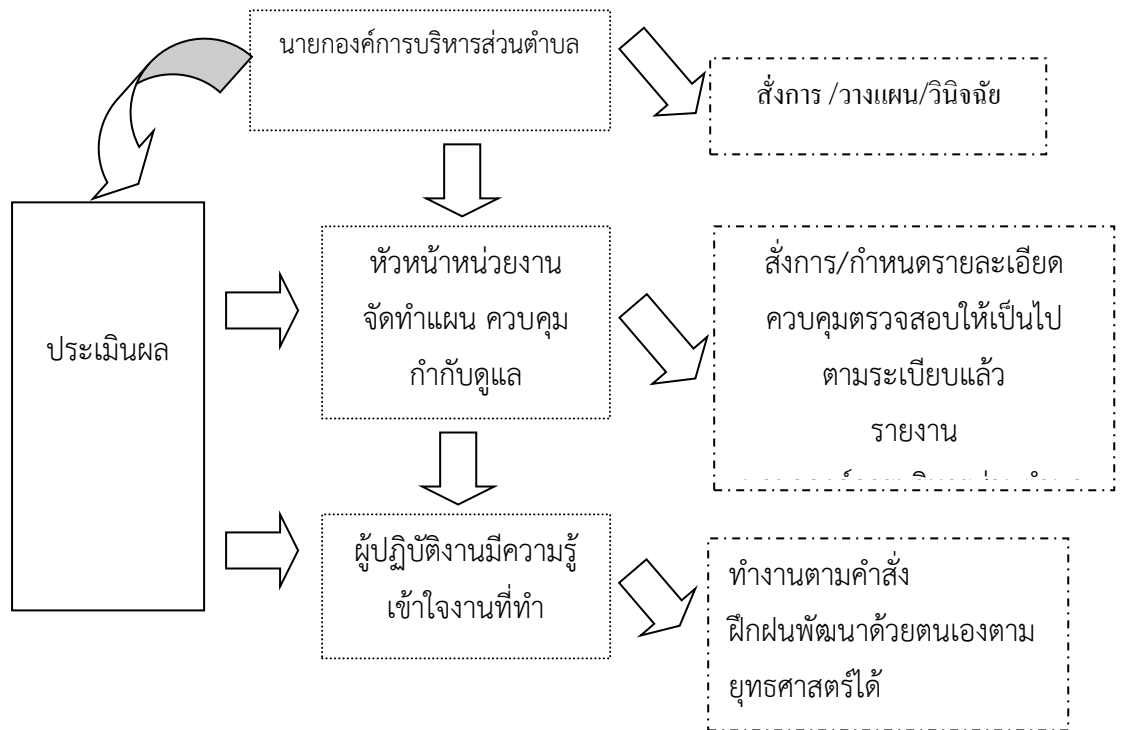 นายกองค์การบริหารส่วนตำบล
สั่งการ /วางแผน/วินิจฉัย
หัวหน้าหน่วยงาน
จัดทำแผน ควบคุม
กำกับดูแล
สั่งการ/กำหนดรายละเอียด
ควบคุมตรวจสอบให้เป็นไป
ตามระเบียบแล้ว
รายงาน
ประเมินผล
ผู้ปฏิบัติงานมีความรู้
เข้าใจงานที่ทำ
ทำงานตามคำสั่ง
ฝึกฝนพัฒนาด้วยตนเองตาม
ยุทธศาสตร์ได้